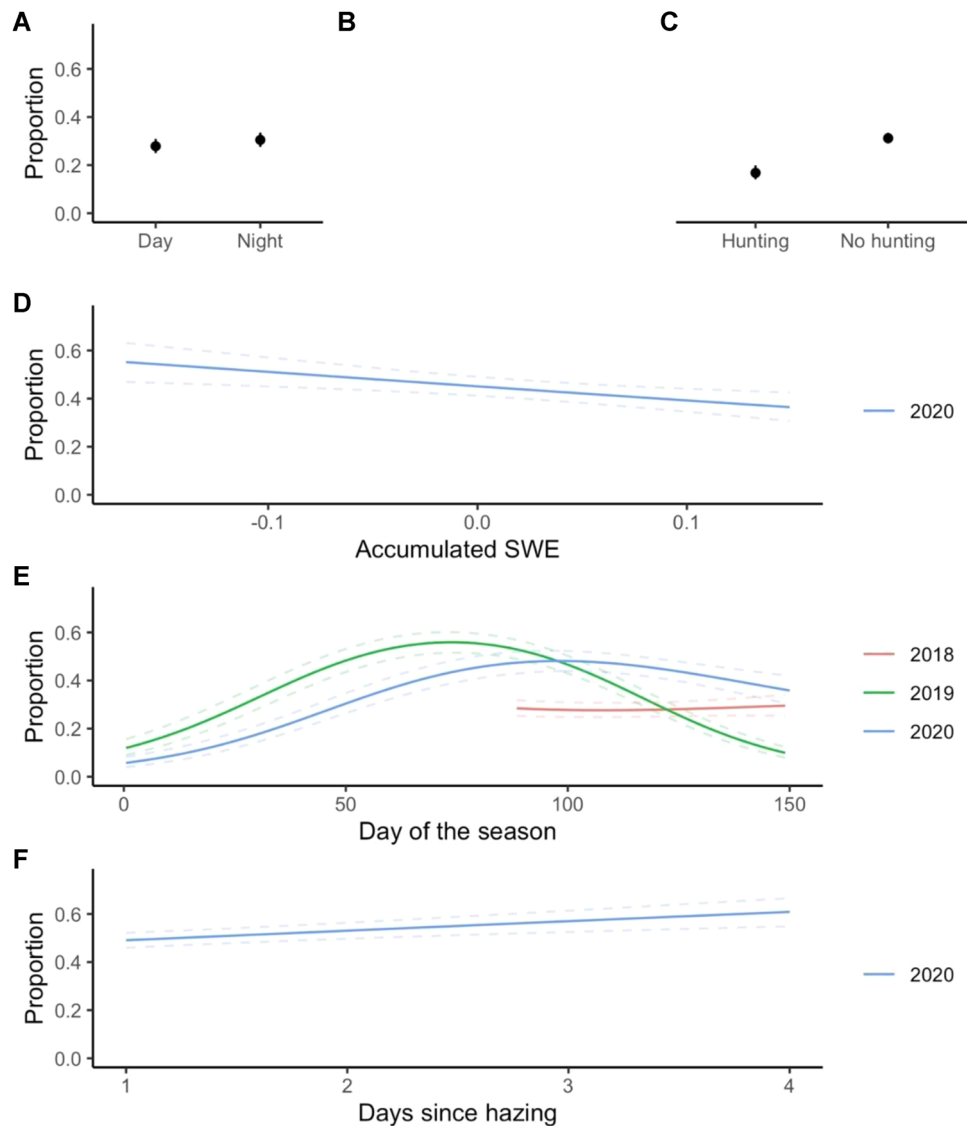 A B C
Proportion
0.6
0.4
0.2
0.0
Day Night
Hunting No hunting
D
Proportion
0.6
0.4
0.2
0.0
-0.1 0.0 0.1
Accumulated SWE
2020
E
Proportion
0.6
0.4
0.2
0.0
0 50 100 150
Day of the season
2018
2019
2020
F
Proportion
0.6
0.4
0.2
0.0
1 2 3 4
Days since hazing
2020